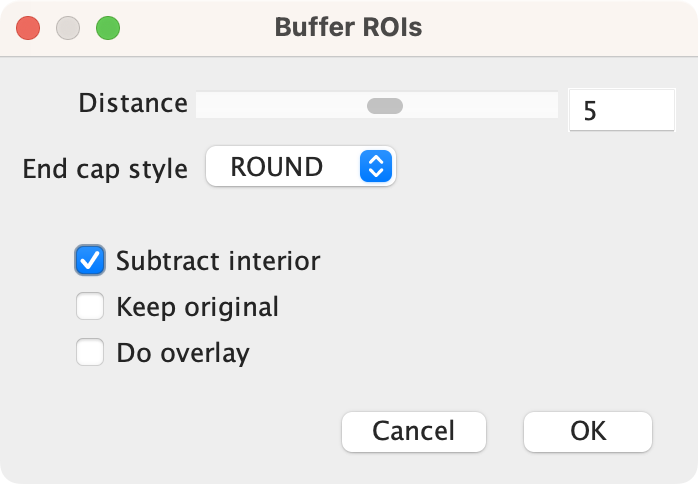 Buffer ROIs
Distance 5
End cap style ROUND
Subtract interior
Keep original
Do overlay
Cancel OK